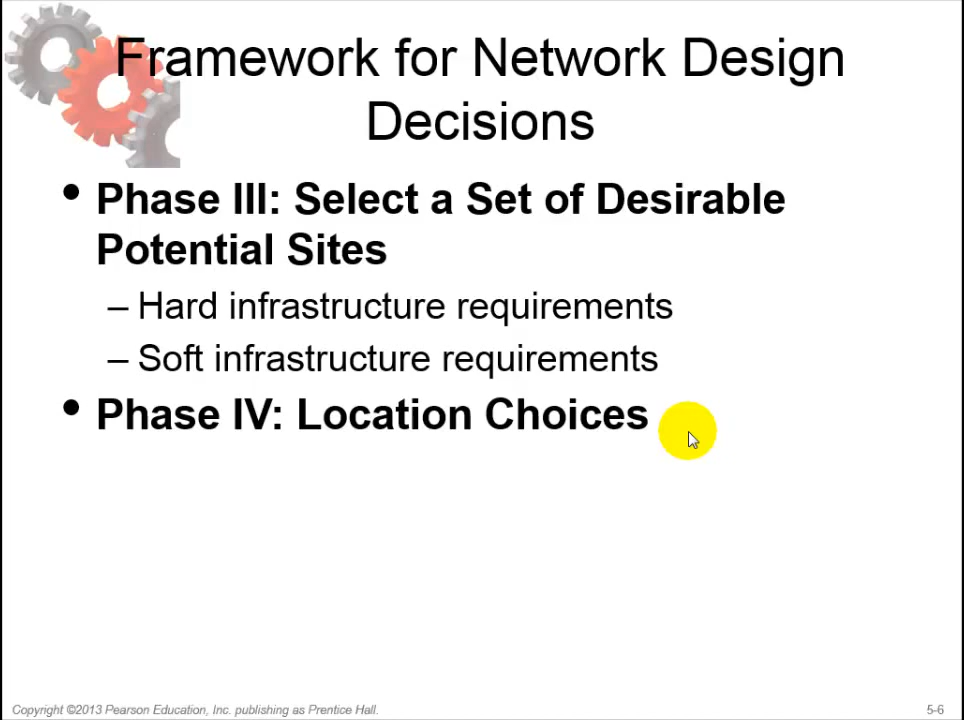 Framework for Network Design
Decisions
• Phase III: Select a Set of Desirable
Potential Sites
– Hard infrastructure requirements
– Soft infrastructure requirements
• Phase IV: Location Choices
Copyright ©2013 Pearson Education, Inc. publishing as Prentice Hall.
5-6